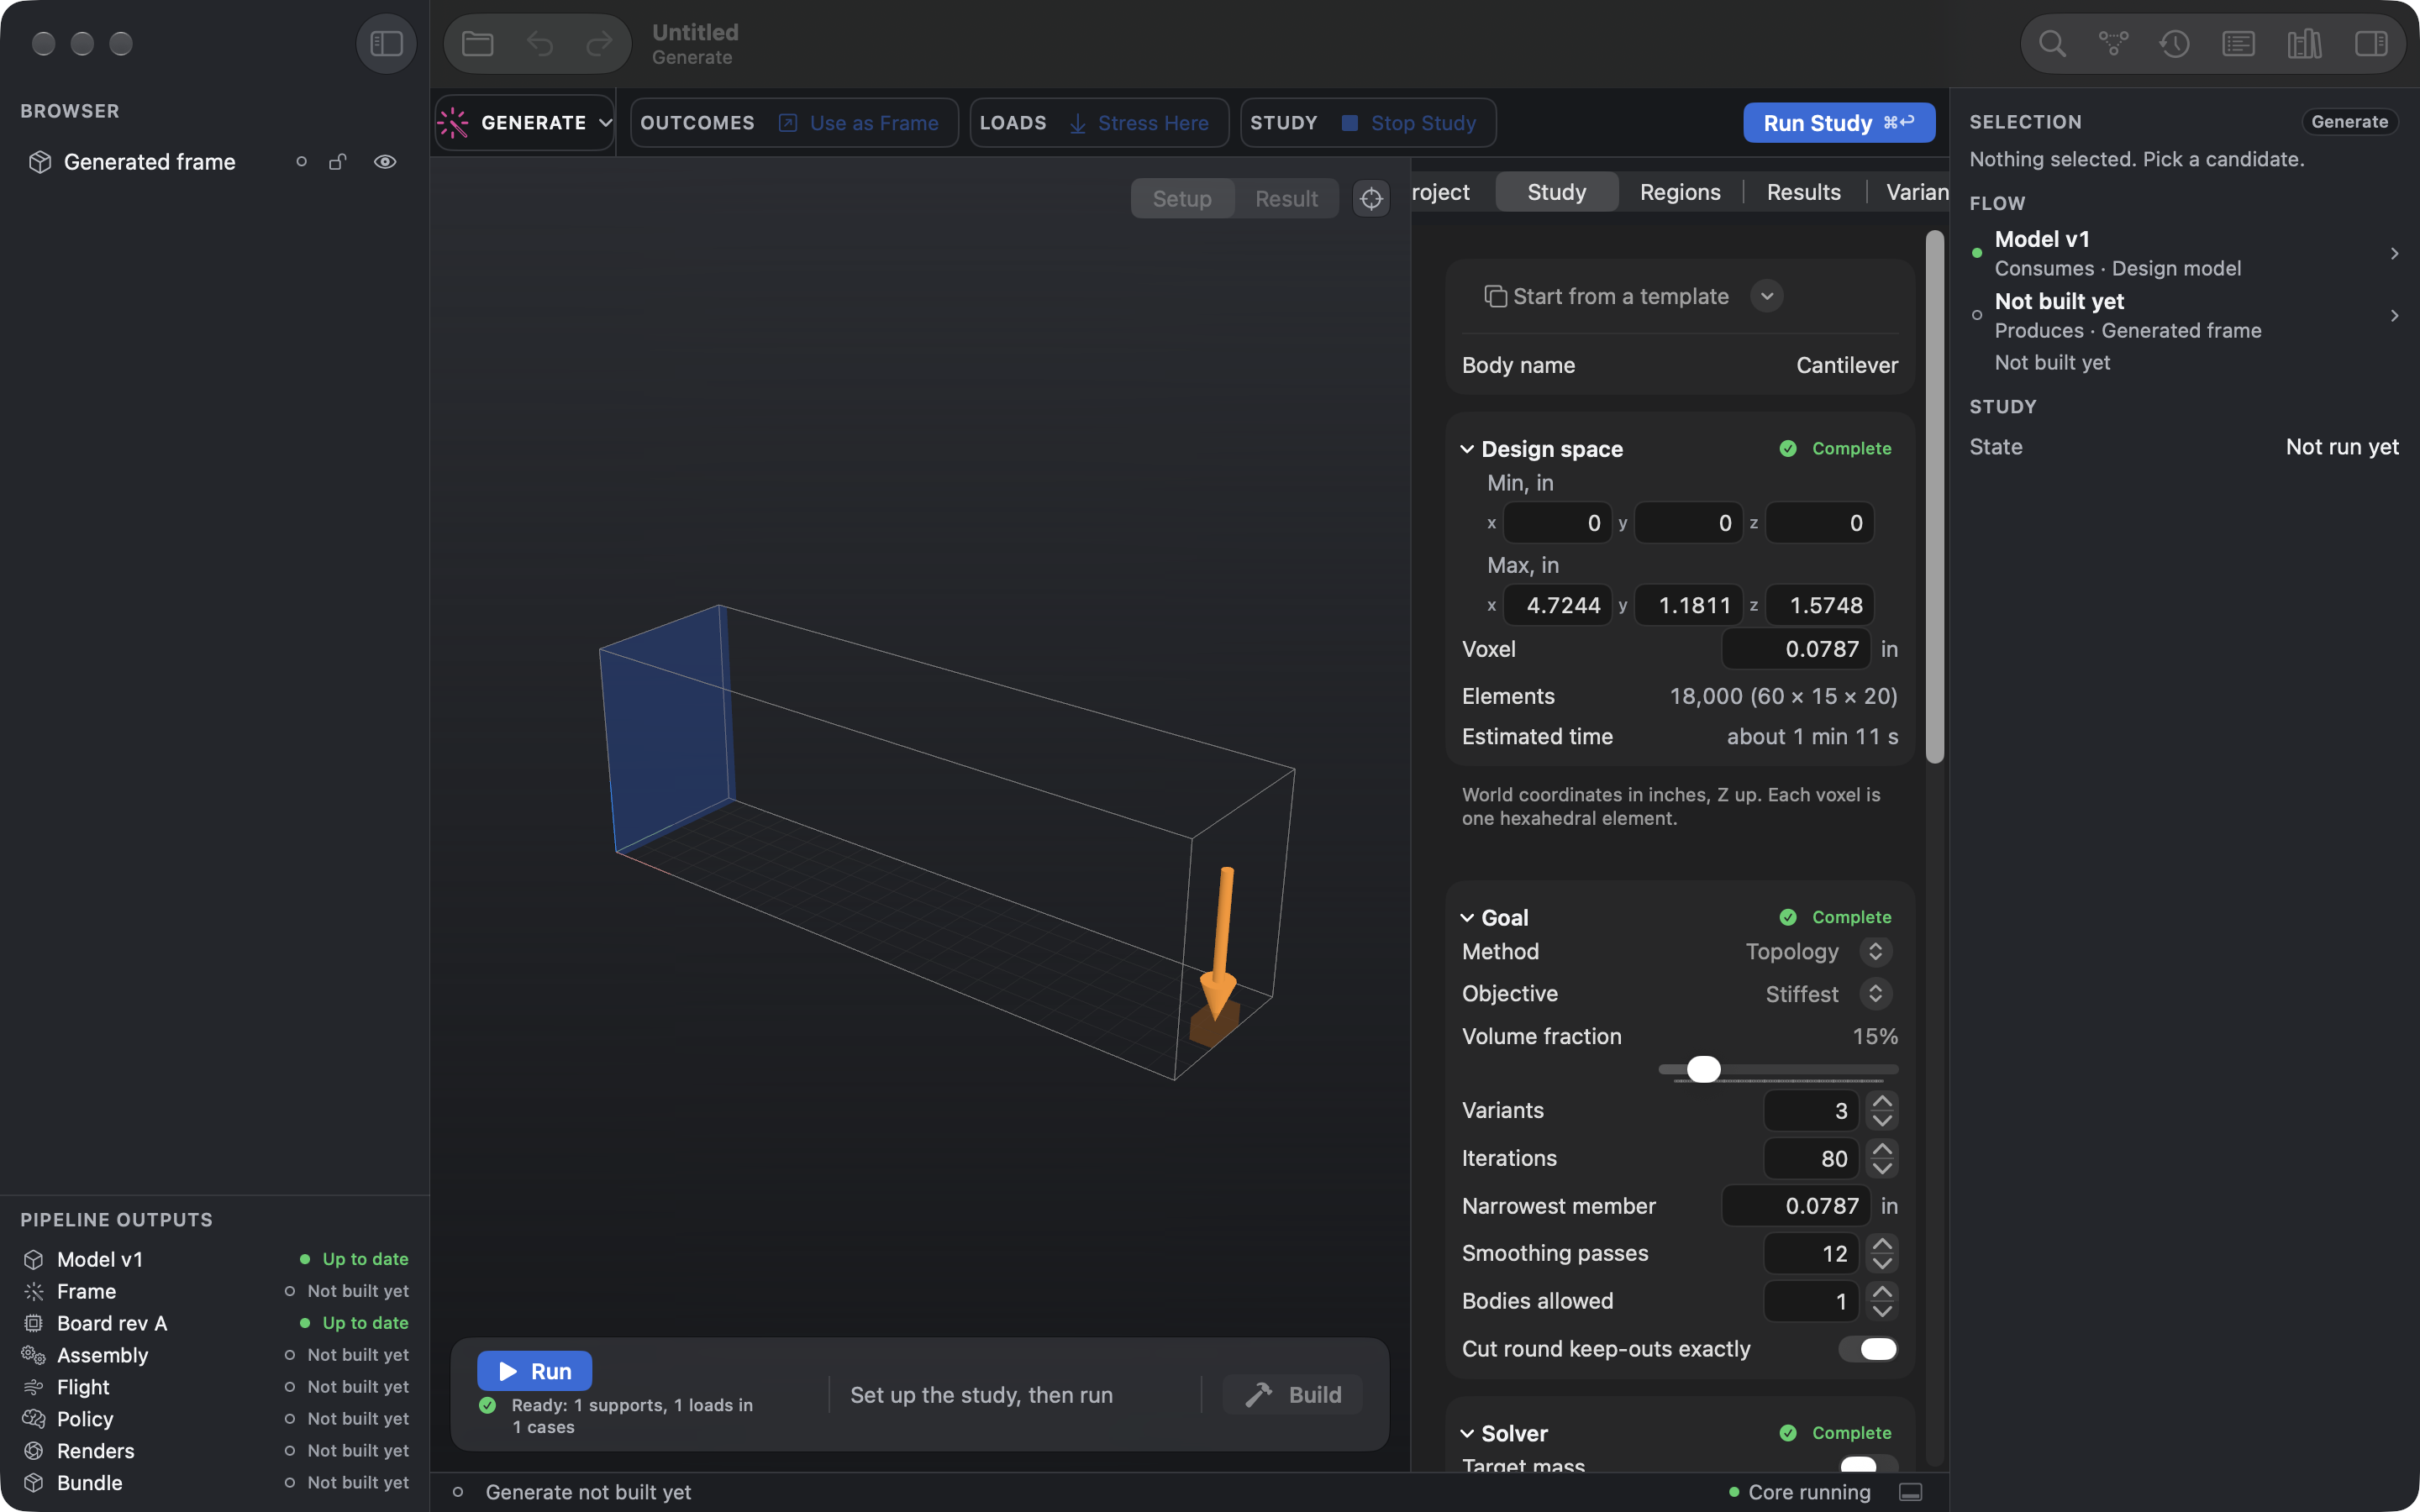 Untitled
Generate
BROWSER
Generated frame
GENERATE
OUTCOMES Use as Frame
LOADS Stress Here
STUDY Stop Study
Run Study ⌘↩
Setup Result
roject Study Regions Results Varian
Start from a template
Body name Cantilever
Design space Complete
Min, in
x 0 y 0 z 0
Max, in
x 4.7244 y 1.1811 z 1.5748
Voxel 0.0787 in
Elements 18,000 (60 × 15 × 20)
Estimated time about 1 min 11 s
World coordinates in inches, Z up. Each voxel is
one hexahedral element.
Goal Complete
Method Topology
Objective Stiffest
Volume fraction 15%
Variants 3
Iterations 80
Narrowest member 0.0787 in
Smoothing passes 12
Bodies allowed 1
Cut round keep-outs exactly
Solver Complete
Target mass
SELECTION Generate
Nothing selected. Pick a candidate.
FLOW
Model v1
Consumes · Design model
Not built yet
Produces · Generated frame
Not built yet
STUDY
State Not run yet
PIPELINE OUTPUTS
Model v1 Up to date
Frame Not built yet
Board rev A Up to date
Assembly Not built yet
Flight Not built yet
Policy Not built yet
Renders Not built yet
Bundle Not built yet
Run
Ready: 1 supports, 1 loads in
1 cases
Set up the study, then run
Build
Generate not built yet
Core running